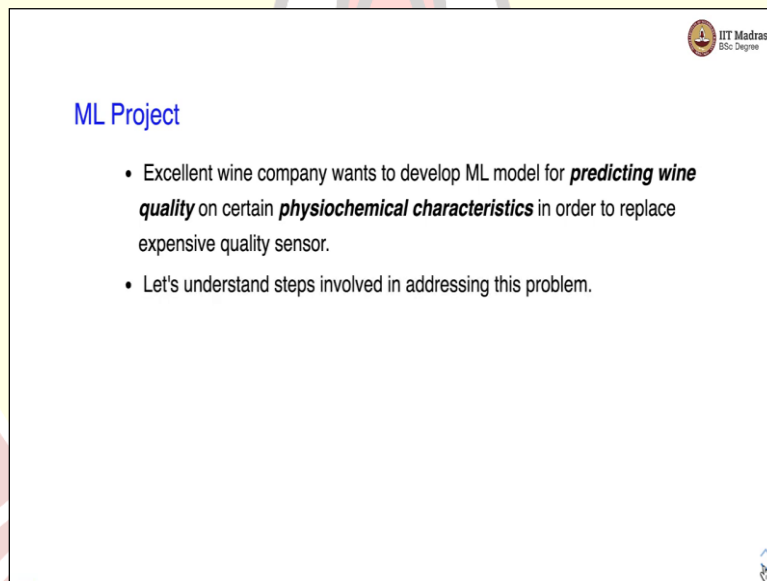 IIT Madras
BSc Degree
ML Project
• Excellent wine company wants to develop ML model for predicting wine
quality on certain physiochemical characteristics in order to replace
expensive quality sensor.
• Let's understand steps involved in addressing this problem.